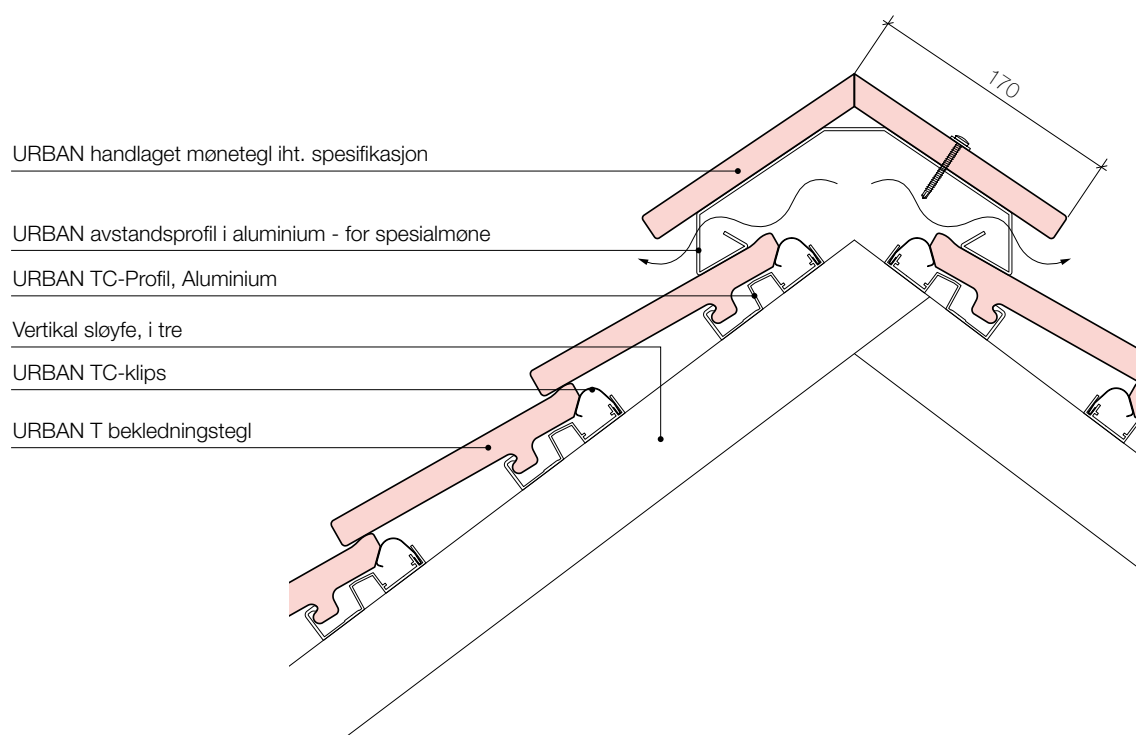 170
URBAN handlaget mønetegl iht. spesifikasjon
URBAN avstandsprofil i aluminium - for spesialmøne
URBAN TC-Profil, Aluminium
Vertikal sløyfe, i tre
URBAN TC-klips
URBAN T bekledningstegl